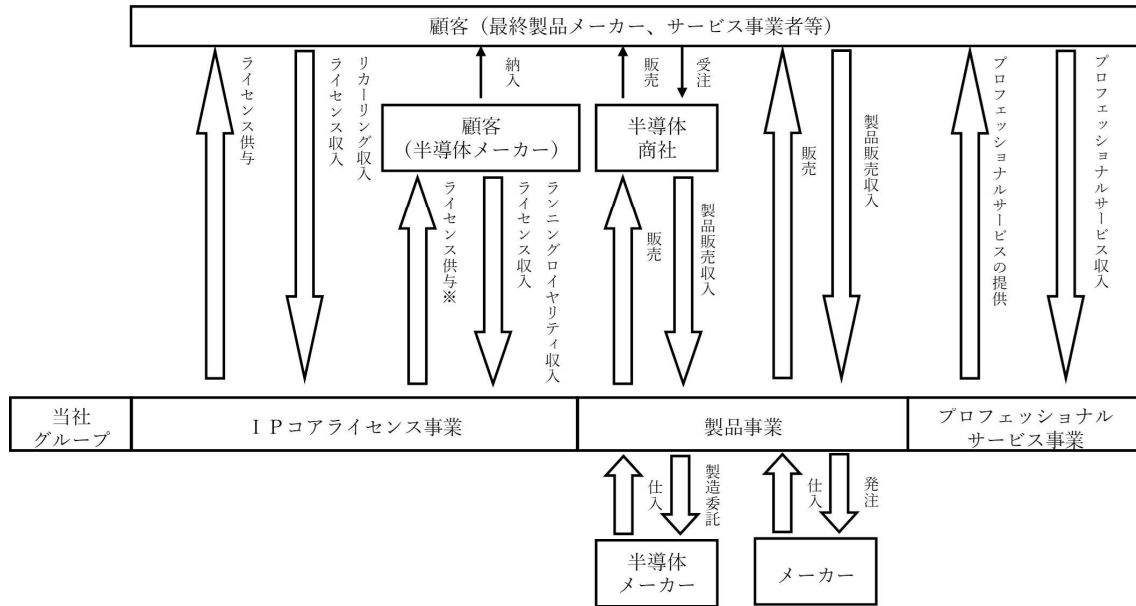 顧客（最終製品メーカー、サービス事業者等）
ライセンス供与
リカーリング収入
ライセンス収入
納入
販売
受注
販売
製品販売収入
プロフェッショナルサービスの提供
プロフェッショナルサービス収入
顧客
（半導体メーカー）
半導体
商社
ライセンス供与※
ランニングロイヤリティ収入
ライセンス収入
販売
製品販売収入
当社
グループ
ＩＰコアライセンス事業
製品事業
プロフェッショナル
サービス事業
仕入
製造委託
仕入
発注
半導体
メーカー
メーカー